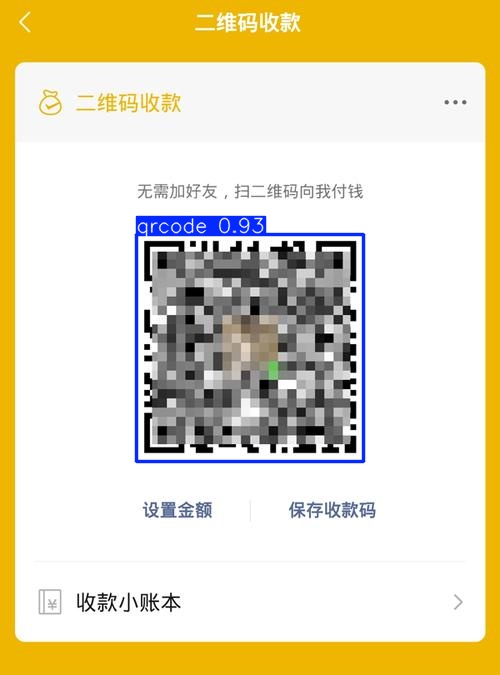 二维码收款
二维码收款
无需加好友，扫二维码向我付钱
qrcode 0.93
设置金额
保存收款码
收款小账本